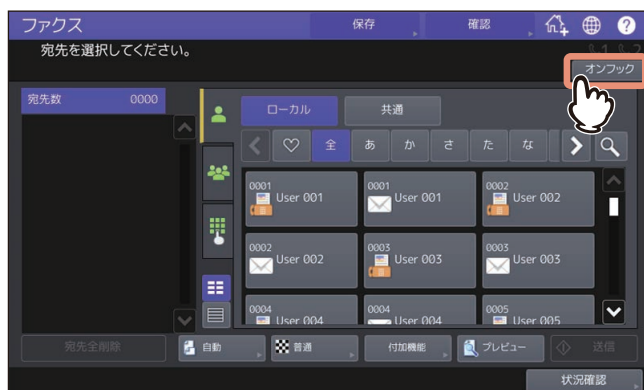 ファクス 保存 確認 ?
宛先を選択してください。
1 2
オンフック
宛先数 0000
ローカル 共通
全 あ か さ た な
0001 User 001
0001 User 001
0002 User 002
0002 User 002
0003 User 003
0003 User 003
0004 User 004
0004 User 004
0005 User 005
宛先全削除 自動 普通 付加機能 プレビュー 送信
状況確認